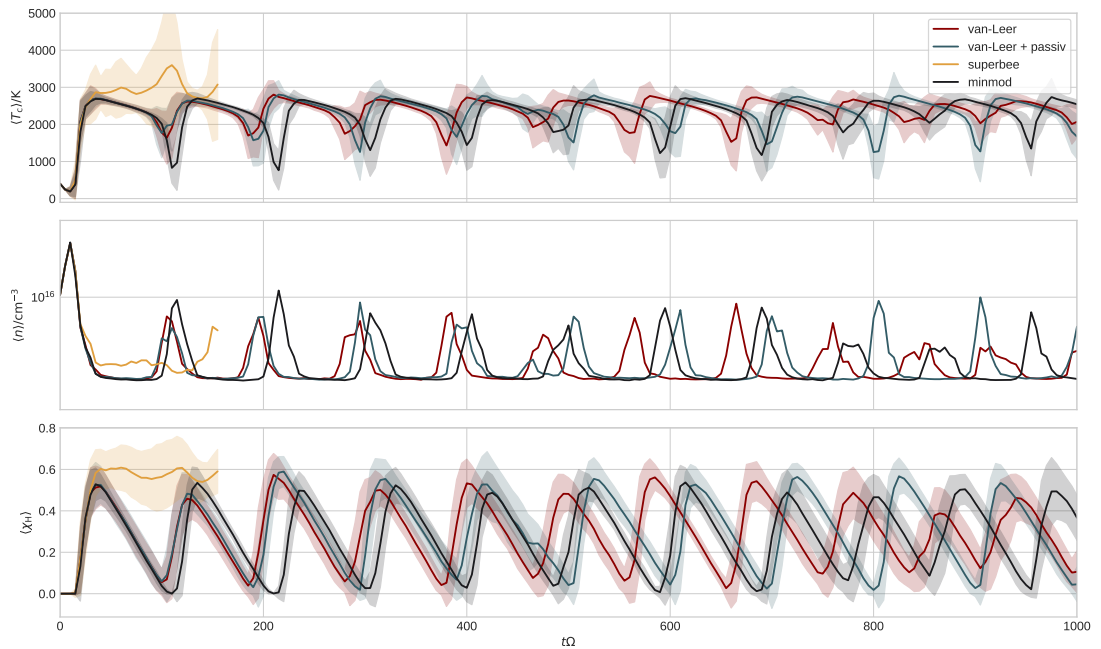 5000
4000
3000
2000
1000
0
⟨T_c⟩/K
van-Leer
van-Leer + passiv
superbee
minmod
10^16
⟨n⟩/cm^−3
0.8
0.6
0.4
0.2
0.0
⟨χ_H⟩
0 200 400 600 800 1000
tΩ